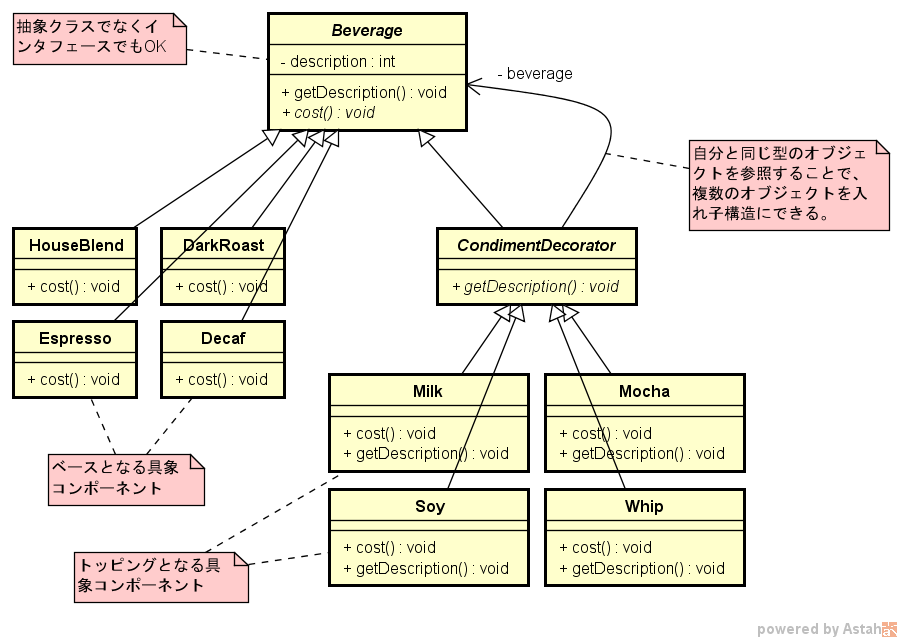 抽象クラスでなくイ
ンタフェースでもOK
Beverage
- description : int
+ getDescription() : void
+ cost() : void
- beverage
自分と同じ型のオブジェ
クトを参照することで、
複数のオブジェクトを入
れ子構造にできる。
HouseBlend
+ cost() : void
DarkRoast
+ cost() : void
CondimentDecorator
+ getDescription() : void
Espresso
+ cost() : void
Decaf
+ cost() : void
Milk
+ cost() : void
+ getDescription() : void
Mocha
+ cost() : void
+ getDescription() : void
ベースとなる具象
コンポーネント
Soy
+ cost() : void
+ getDescription() : void
Whip
+ cost() : void
+ getDescription() : void
トッピングとなる具
象コンポーネント
powered by Astah